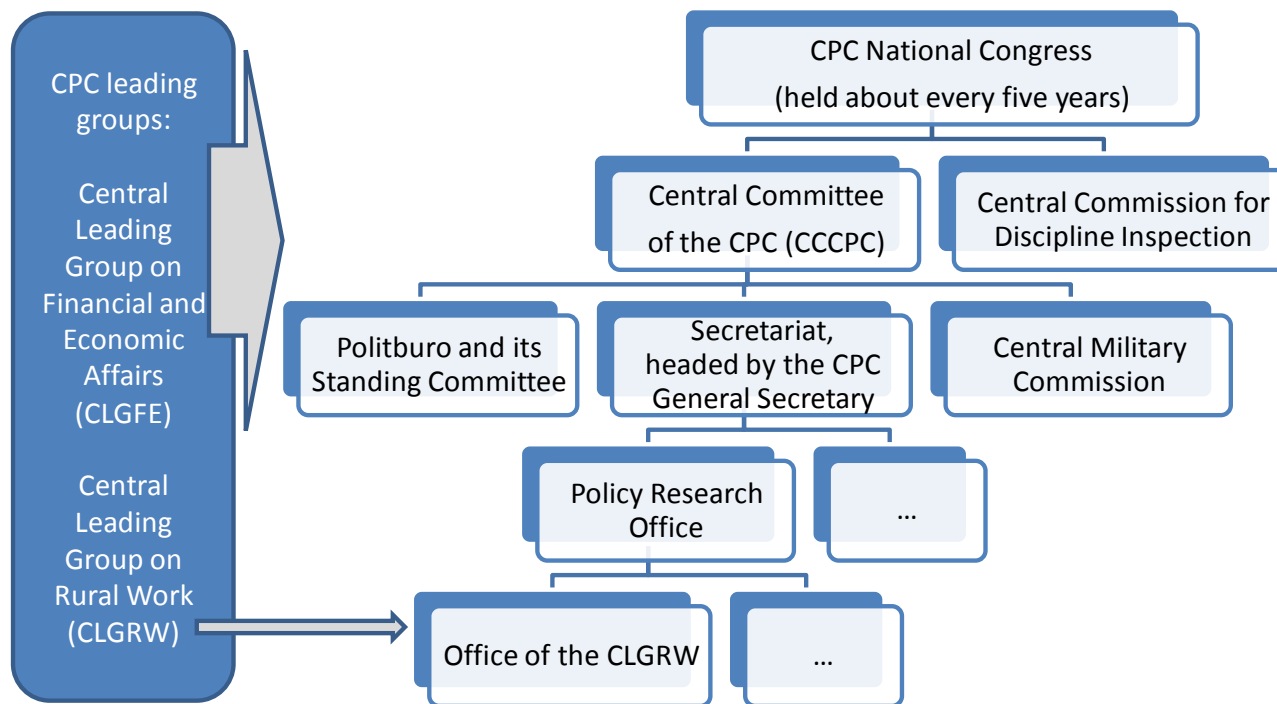 CPC leading
groups:
Central
Leading
Group on
Financial and
Economic
Affairs
(CLGFE)
Central
Leading
Group on
Rural Work
(CLGRW)
CPC National Congress
(held about every five years)
Central Committee
of the CPC (CCCPC)
Central Commission for
Discipline Inspection
Politburo and its
Standing Committee
Secretariat,
headed by the CPC
General Secretary
Central Military
Commission
Policy Research
Office
...
Office of the CLGRW
...